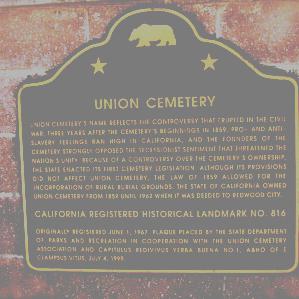 UNION CEMETERY
UNION CEMETERY'S NAME REFLECTS THE CONTROVERSY THAT ERUPTED IN THE CIVIL
WAR. THREE YEARS AFTER THE CEMETERY'S BEGINNINGS IN 1859, PRO- AND ANTI-
SLAVERY FEELINGS RAN HIGH IN CALIFORNIA, AND THE FOUNDERS OF THE
CEMETERY STRONGLY OPPOSED THE SECESSIONIST SENTIMENT THAT THREATENED THE
NATION'S UNITY. BECAUSE OF A CONTROVERSY OVER THE CEMETERY'S OWNERSHIP,
THE STATE ENACTED ITS FIRST CEMETERY LEGISLATION. ALTHOUGH ITS PROVISIONS
DO NOT AFFECT UNION CEMETERY, THE LAW OF 1859 ALLOWED FOR THE
INCORPORATION OF RURAL BURIAL GROUNDS. THE STATE OF CALIFORNIA OWNED
UNION CEMETERY FROM 1859 UNTIL 1962 WHEN IT WAS DEEDED TO REDWOOD CITY.
CALIFORNIA REGISTERED HISTORICAL LANDMARK NO. 816
ORIGINALLY REGISTERED JUNE 1, 1967. PLAQUE PLACED BY THE STATE DEPARTMENT
OF PARKS AND RECREATION IN COOPERATION WITH THE UNION CEMETERY
ASSOCIATION AND CAPITULUS REDIVIVUS YERBA BUENA NO.1, ANCHO OF E
CLAMPSUS VITUS, JULY 4, 1995.